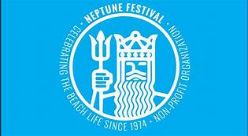 • NEPTUNE FESTIVAL •
CELEBRATING THE BEACH LIFE SINCE 1974 • NON-PROFIT ORGANIZATION